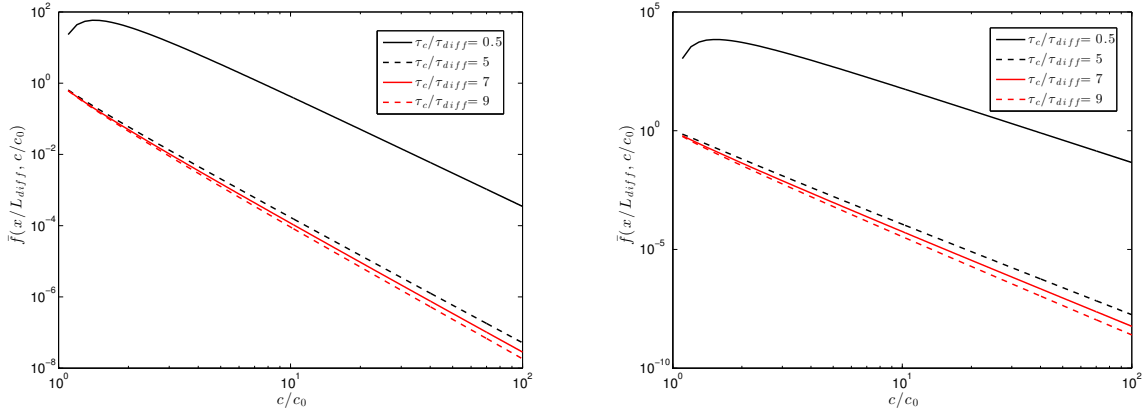 10^2
10^0
10^-2
10^-4
10^-6
10^-8
10^0
10^1
10^2
c/c_0
f̄(x/L_diff, c/c_0)
τ_c/τ_diff= 0.5
τ_c/τ_diff= 5
τ_c/τ_diff= 7
τ_c/τ_diff= 9
10^5
10^0
10^-5
10^-10
10^0
10^1
10^2
c/c_0
f̄(x/L_diff, c/c_0)
τ_c/τ_diff= 0.5
τ_c/τ_diff= 5
τ_c/τ_diff= 7
τ_c/τ_diff= 9